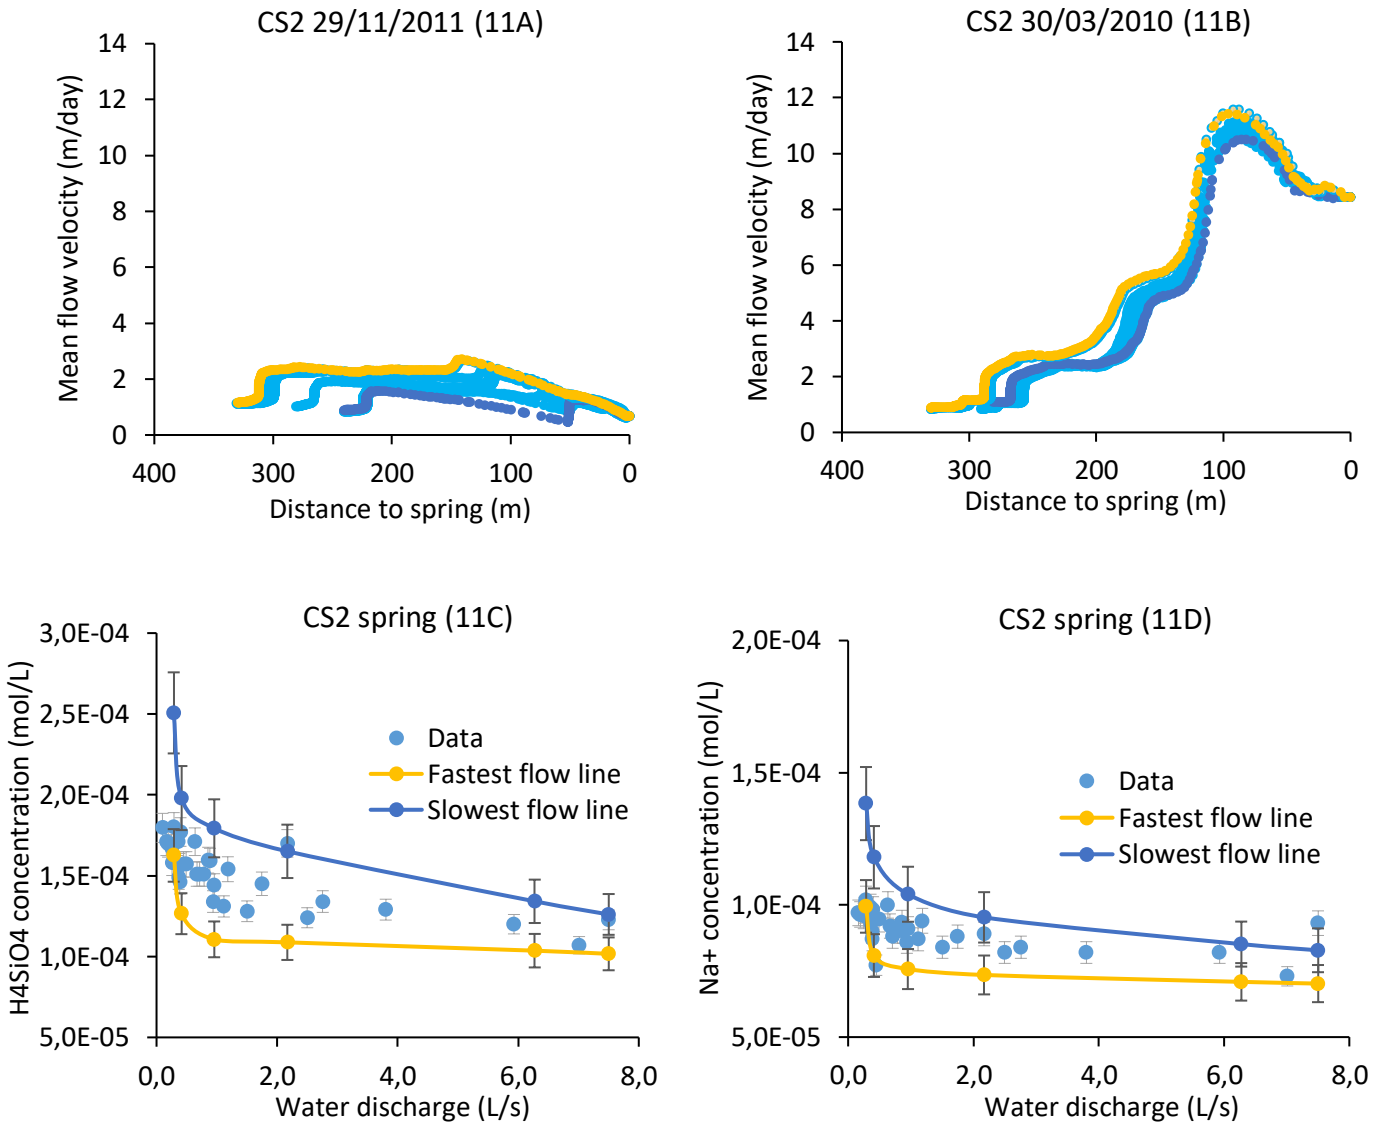 CS2 29/11/2011 (11A)
Mean flow velocity (m/day)
14
12
10
8
6
4
2
0
400 300 200 100 0
Distance to spring (m)
CS2 30/03/2010 (11B)
Mean flow velocity (m/day)
14
12
10
8
6
4
2
0
400 300 200 100 0
Distance to spring (m)
CS2 spring (11C)
H4SiO4 concentration (mol/L)
3,0E-04
2,5E-04
2,0E-04
1,5E-04
1,0E-04
5,0E-05
Data
Fastest flow line
Slowest flow line
0,0 2,0 4,0 6,0 8,0
Water discharge (L/s)
CS2 spring (11D)
Na+ concentration (mol/L)
2,0E-04
1,5E-04
1,0E-04
5,0E-05
Data
Fastest flow line
Slowest flow line
0,0 2,0 4,0 6,0 8,0
Water discharge (L/s)